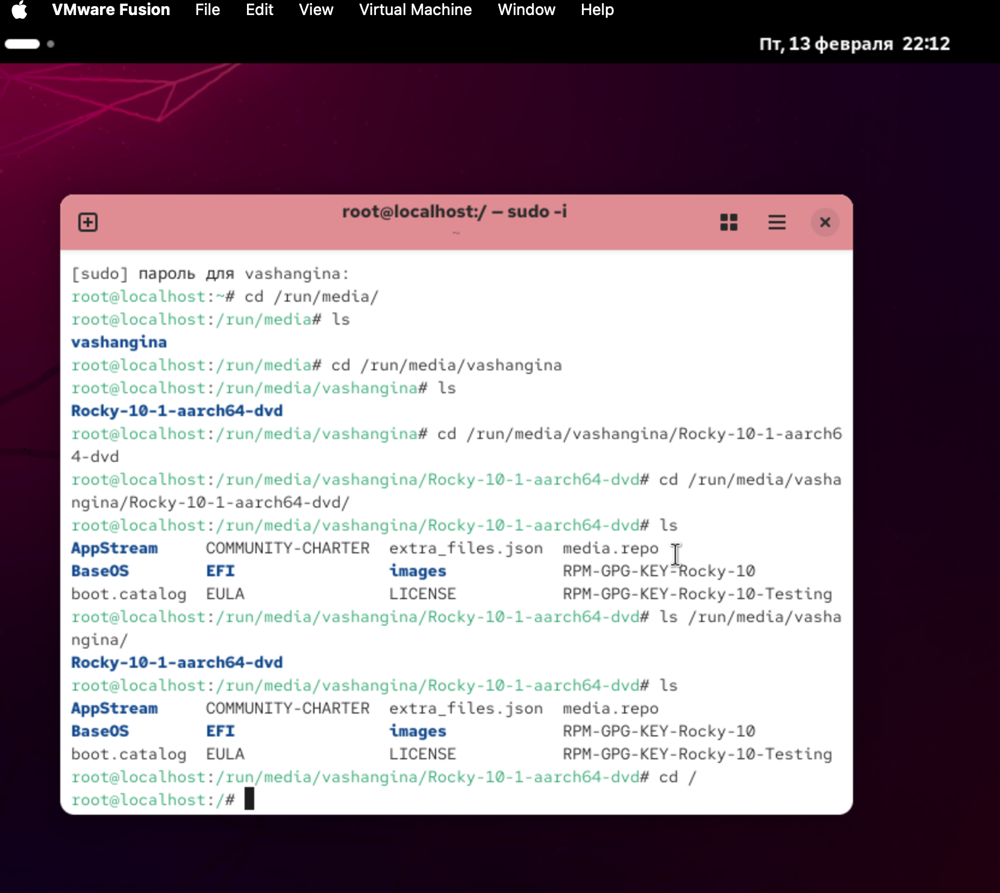 VMware Fusion File Edit View Virtual Machine Window Help
Пт, 13 февраля 22:12
root@localhost:/ — sudo -i
~
[sudo] пароль для vashangina:
root@localhost:~# cd /run/media/
root@localhost:/run/media# ls
vashangina
root@localhost:/run/media# cd /run/media/vashangina
root@localhost:/run/media/vashangina# ls
Rocky-10-1-aarch64-dvd
root@localhost:/run/media/vashangina# cd /run/media/vashangina/Rocky-10-1-aarch6
4-dvd
root@localhost:/run/media/vashangina/Rocky-10-1-aarch64-dvd# cd /run/media/vasha
ngina/Rocky-10-1-aarch64-dvd/
root@localhost:/run/media/vashangina/Rocky-10-1-aarch64-dvd# ls
AppStream COMMUNITY-CHARTER extra_files.json media.repo
BaseOS EFI images RPM-GPG-KEY-Rocky-10
boot.catalog EULA LICENSE RPM-GPG-KEY-Rocky-10-Testing
root@localhost:/run/media/vashangina/Rocky-10-1-aarch64-dvd# ls /run/media/vasha
ngina/
Rocky-10-1-aarch64-dvd
root@localhost:/run/media/vashangina/Rocky-10-1-aarch64-dvd# ls
AppStream COMMUNITY-CHARTER extra_files.json media.repo
BaseOS EFI images RPM-GPG-KEY-Rocky-10
boot.catalog EULA LICENSE RPM-GPG-KEY-Rocky-10-Testing
root@localhost:/run/media/vashangina/Rocky-10-1-aarch64-dvd# cd /
root@localhost:/#